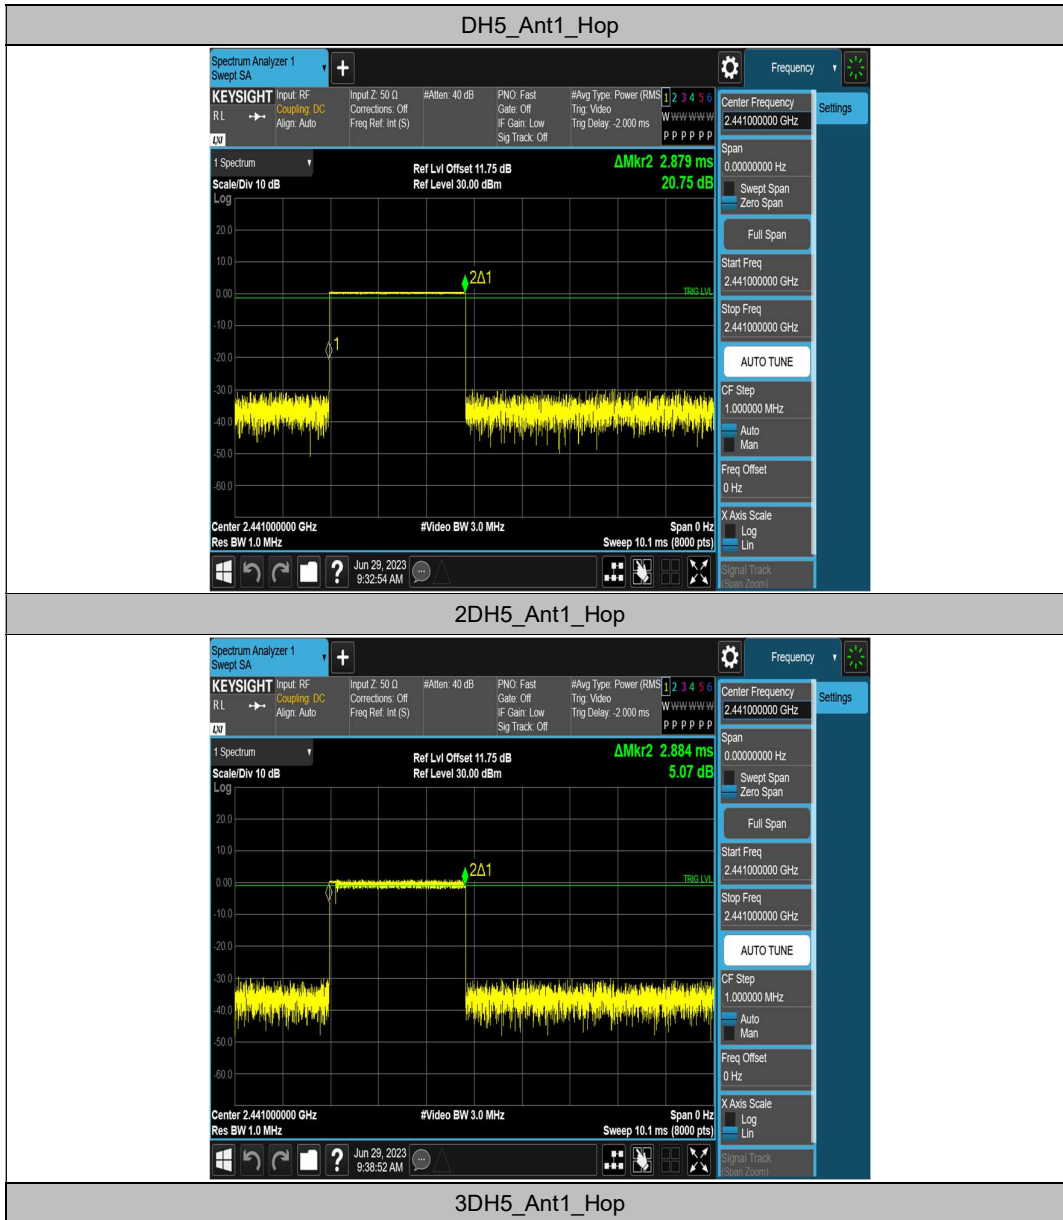 DH5_Ant1_Hop
Spectrum Analyzer 1
Swept SA
+
Frequency
KEYSIGHT
RL
LXI
Input: RF
Coupling: DC
Align: Auto
Input Z: 50 Ω
Corrections: Off
Freq Ref: Int (S)
#Atten: 40 dB
PNO: Fast
Gate: Off
IF Gain: Low
Sig Track: Off
#Avg Type: Power (RMS
Trig: Video
Trig Delay: -2.000 ms
1 2 3 4 5 6
W W W W W W
P P P P P P
Center Frequency
2.441000000 GHz
Settings
Span
0.00000000 Hz
Swept Span
Zero Span
Full Span
Start Freq
2.441000000 GHz
Stop Freq
2.441000000 GHz
AUTO TUNE
CF Step
1.000000 MHz
Auto
Man
Freq Offset
0 Hz
X Axis Scale
Log
Lin
Signal Track
(Span Zoom)
1 Spectrum
Scale/Div 10 dB
Log
Ref Lvl Offset 11.75 dB
Ref Level 30.00 dBm
ΔMkr2 2.879 ms
20.75 dB
20.0
10.0
0.00
-10.0
-20.0
-30.0
-40.0
-50.0
-60.0
2Δ1
1
TRIG LVL
Center 2.441000000 GHz
Res BW 1.0 MHz
#Video BW 3.0 MHz
Span 0 Hz
Sweep 10.1 ms (8000 pts)
?
Jun 29, 2023
9:32:54 AM
2DH5_Ant1_Hop
Spectrum Analyzer 1
Swept SA
+
Frequency
KEYSIGHT
RL
LXI
Input: RF
Coupling: DC
Align: Auto
Input Z: 50 Ω
Corrections: Off
Freq Ref: Int (S)
#Atten: 40 dB
PNO: Fast
Gate: Off
IF Gain: Low
Sig Track: Off
#Avg Type: Power (RMS
Trig: Video
Trig Delay: -2.000 ms
1 2 3 4 5 6
W W W W W W
P P P P P P
Center Frequency
2.441000000 GHz
Settings
Span
0.00000000 Hz
Swept Span
Zero Span
Full Span
Start Freq
2.441000000 GHz
Stop Freq
2.441000000 GHz
AUTO TUNE
CF Step
1.000000 MHz
Auto
Man
Freq Offset
0 Hz
X Axis Scale
Log
Lin
Signal Track
(Span Zoom)
1 Spectrum
Scale/Div 10 dB
Log
Ref Lvl Offset 11.75 dB
Ref Level 30.00 dBm
ΔMkr2 2.884 ms
5.07 dB
20.0
10.0
0.00
-10.0
-20.0
-30.0
-40.0
-50.0
-60.0
2Δ1
TRIG LVL
Center 2.441000000 GHz
Res BW 1.0 MHz
#Video BW 3.0 MHz
Span 0 Hz
Sweep 10.1 ms (8000 pts)
?
Jun 29, 2023
9:38:52 AM
3DH5_Ant1_Hop